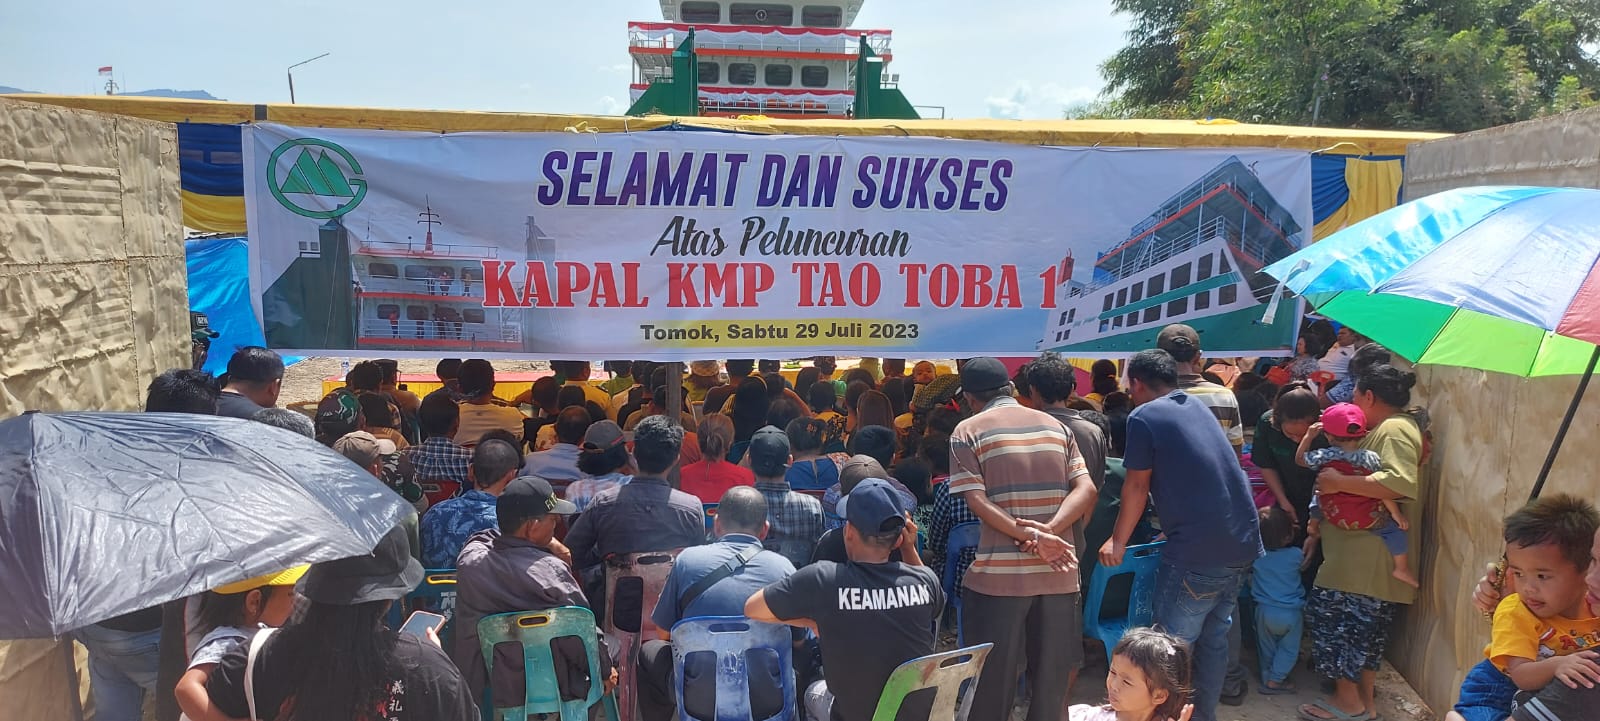 SELAMAT DAN SUKSES
Atas Peluncuran
KAPAL KMP TAO TOBA 1
Tomok, Sabtu 29 Juli 2023
KEAMANAN